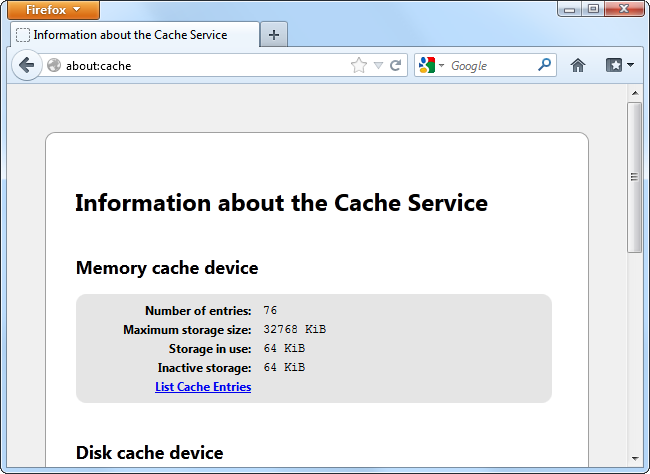 Firefox
Information about the Cache Service
about:cache
Google
Information about the Cache Service
Memory cache device
Number of entries: 76
Maximum storage size: 32768 KiB
Storage in use: 64 KiB
Inactive storage: 64 KiB
List Cache Entries
Disk cache device